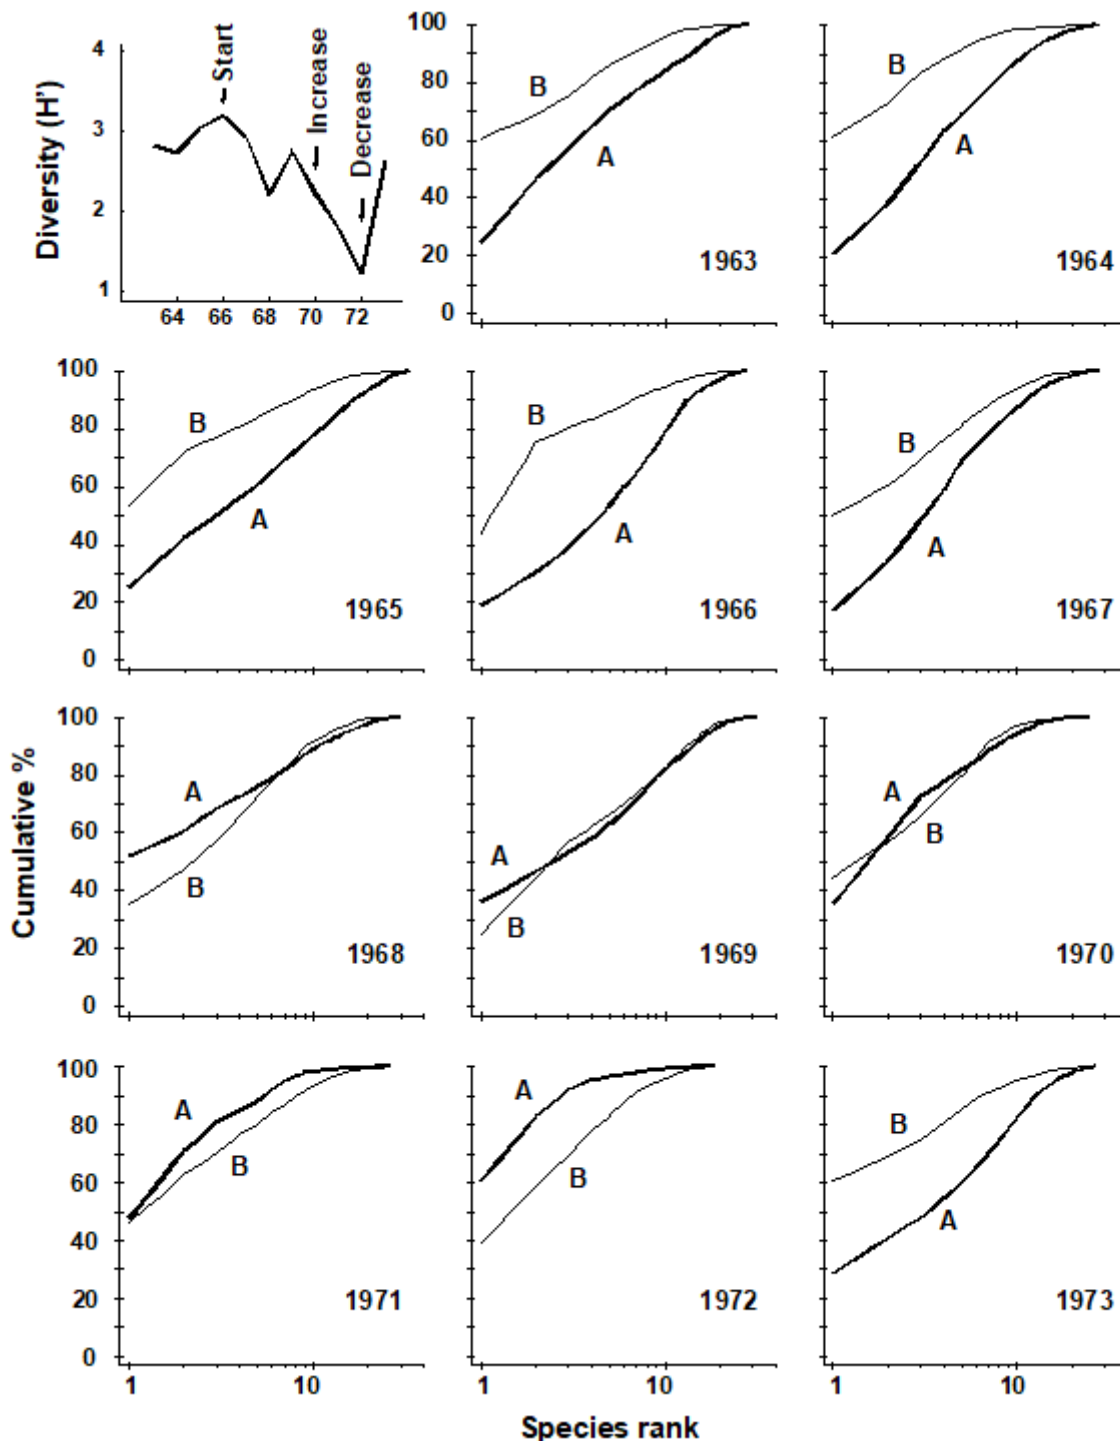 Diversity (H')
4
3
2
1
Start
Increase
Decrease
64 66 68 70 72
100
80
60
40
20
0
B
A
1963
B
A
1964
100
80
60
40
20
0
B
A
1965
B
A
1966
B
A
1967
Cumulative %
100
80
60
40
20
0
A
B
1968
A
B
1969
A
B
1970
100
80
60
40
20
0
A
B
1971
A
B
1972
B
A
1973
1 10
1 10
1 10
Species rank